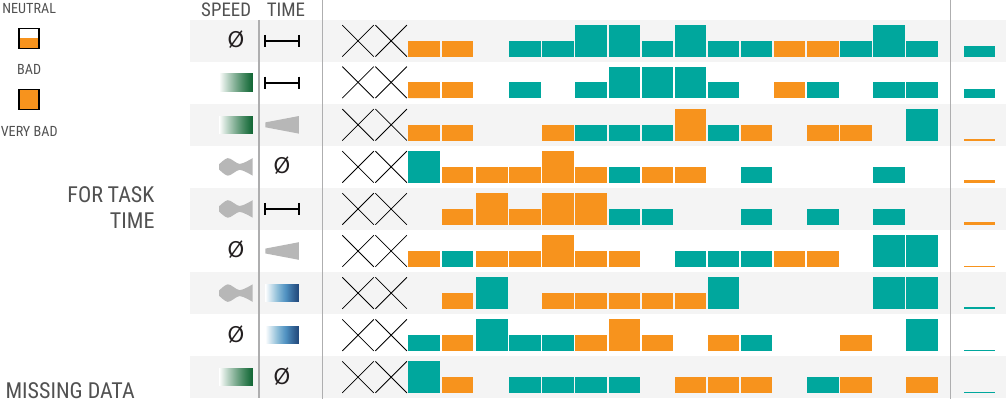 NEUTRAL
BAD
VERY BAD
FOR TASK
TIME
MISSING DATA
SPEED TIME
Ø
Ø
Ø
Ø
Ø